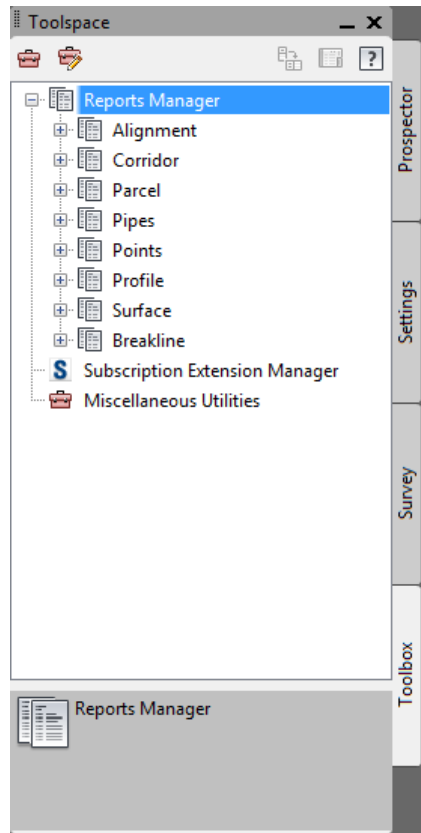 Toolspace
?
Reports Manager
Alignment
Corridor
Parcel
Pipes
Points
Profile
Surface
Breakline
S Subscription Extension Manager
Miscellaneous Utilities
Prospector
Settings
Survey
Toolbox
Reports Manager